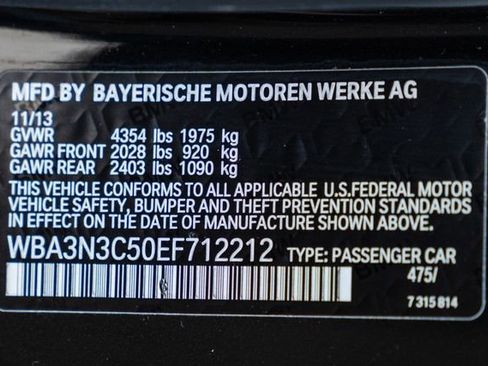 MFD BY BAYERISCHE MOTOREN WERKE AG
11/13
GVWR 4354 lbs 1975 kg
GAWR FRONT 2028 lbs 920 kg
GAWR REAR 2403 lbs 1090 kg
THIS VEHICLE CONFORMS TO ALL APPLICABLE U.S.FEDERAL MOTOR
VEHICLE SAFETY, BUMPER AND THEFT PREVENTION STANDARDS
IN EFFECT ON THE DATE OF MANUFACTURE SHOWN ABOVE.
WBA3N3C50EF712212 TYPE: PASSENGER CAR
475/
7 315 814